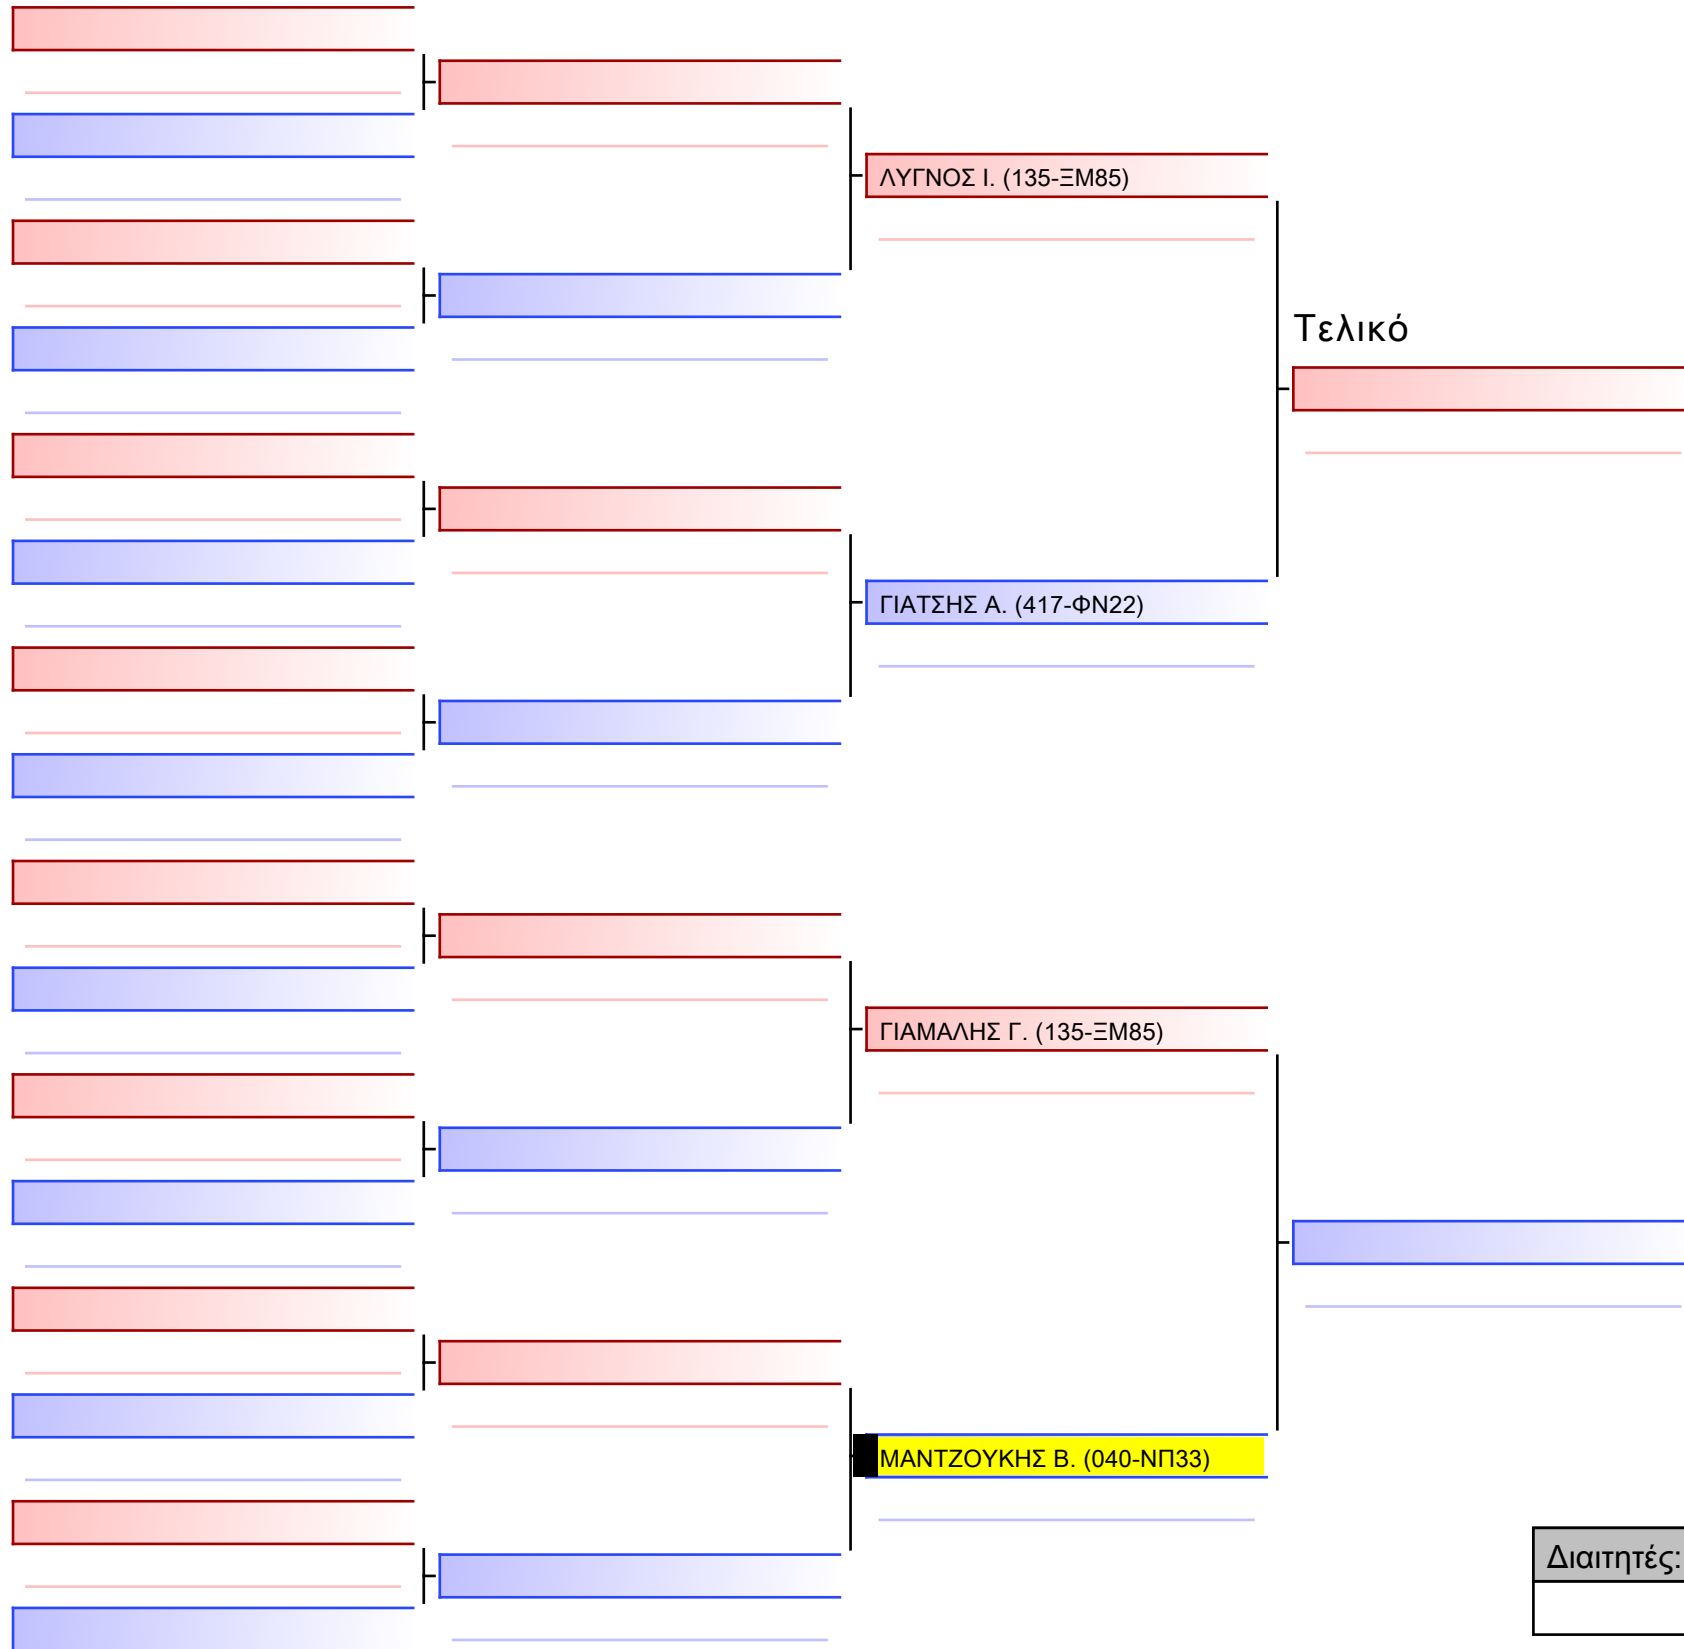 ΛΥΓΝΟΣ Ι. (135-ΞΜ85)
Τελικό
ΓΙΑΤΣΗΣ Α. (417-ΦΝ22)
ΓΙΑΜΑΛΗΣ Γ. (135-ΞΜ85)
ΜΑΝΤΖΟΥΚΗΣ Β. (040-ΝΠ33)
Διαιτητές: